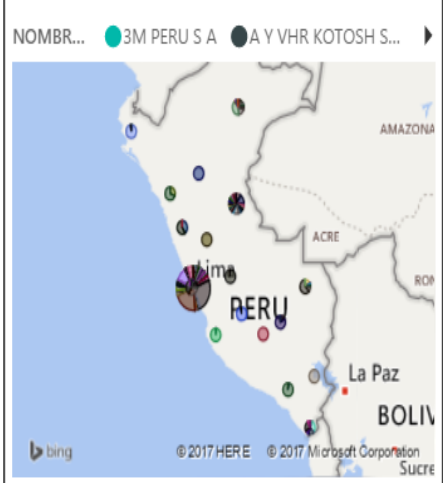 NOMBR... 3M PERU S A A Y VHR KOTOSH S...
AMAZONA
ACRE
RON
Lima
PERU
La Paz
BOLIV
bing © 2017 HERE © 2017 Microsoft Corporation
Sucre